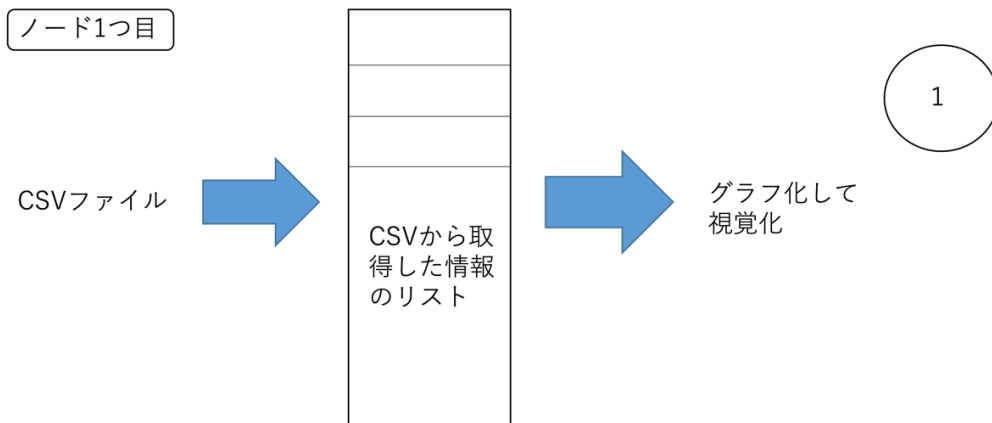 ノード1つ目
CSVファイル
CSVから取
得した情報
のリスト
グラフ化して
視覚化
1